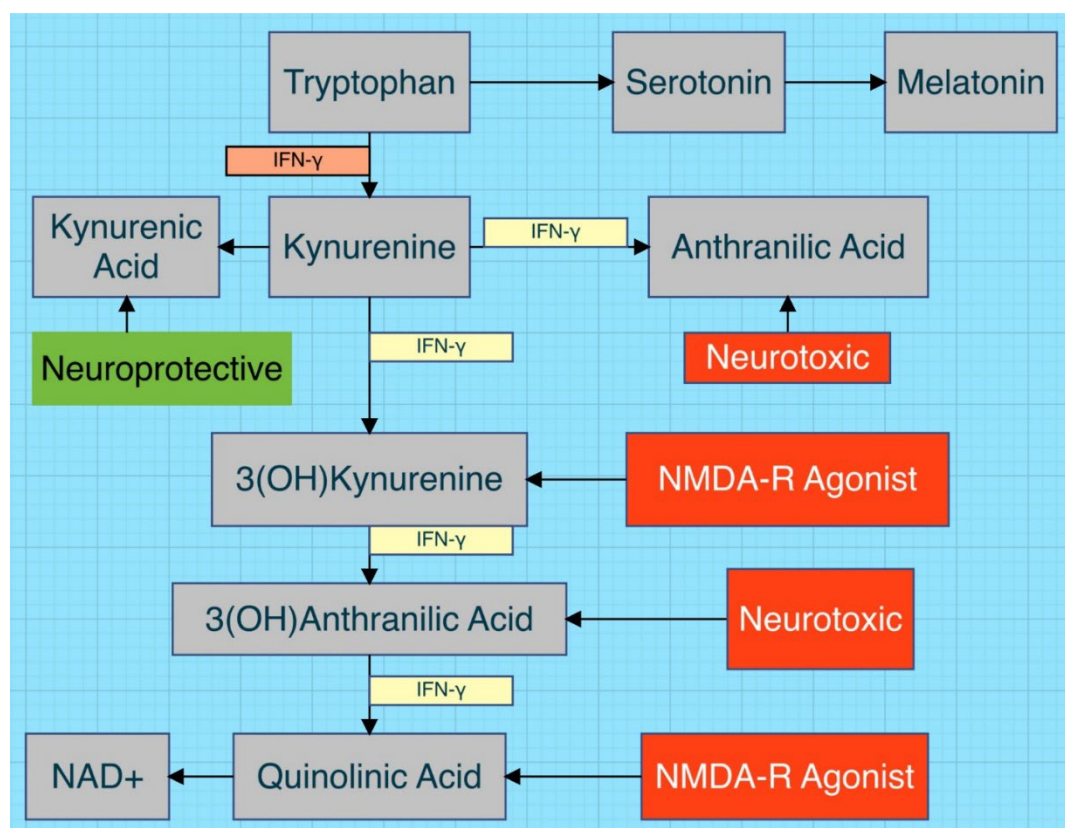 Tryptophan
Serotonin
Melatonin
IFN-γ
Kynurenic
Acid
Kynurenine
IFN-γ
Anthranilic Acid
Neuroprotective
IFN-γ
Neurotoxic
3(OH)Kynurenine
NMDA-R Agonist
IFN-γ
3(OH)Anthranilic Acid
Neurotoxic
IFN-γ
NAD+
Quinolinic Acid
NMDA-R Agonist